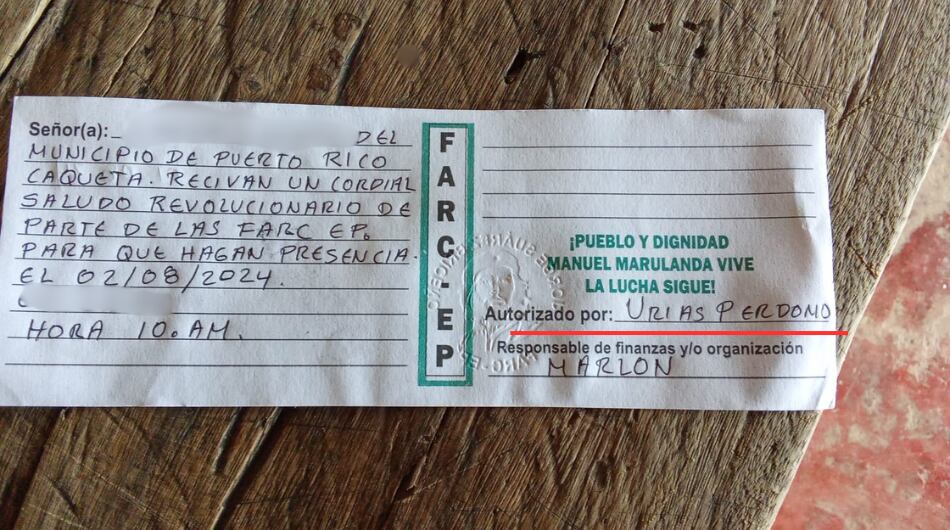 Señor(a):
DEL
MUNICIPIO DE PUERTO RICO
CAQUETA. RECIVAN UN CORDIAL
SALUDO REVOLUCIONARIO DE
PARTE DE LAS FARC EP.
PARA QUE HAGAN PRESENCIA.
EL 02/08/2024.
HORA 10. AM.
FARC-EP
¡PUEBLO Y DIGNIDAD
MANUEL MARULANDA VIVE
LA LUCHA SIGUE!
Autorizado por: URIAS PERDOMO
Responsable de finanzas y/o organización
MARLON